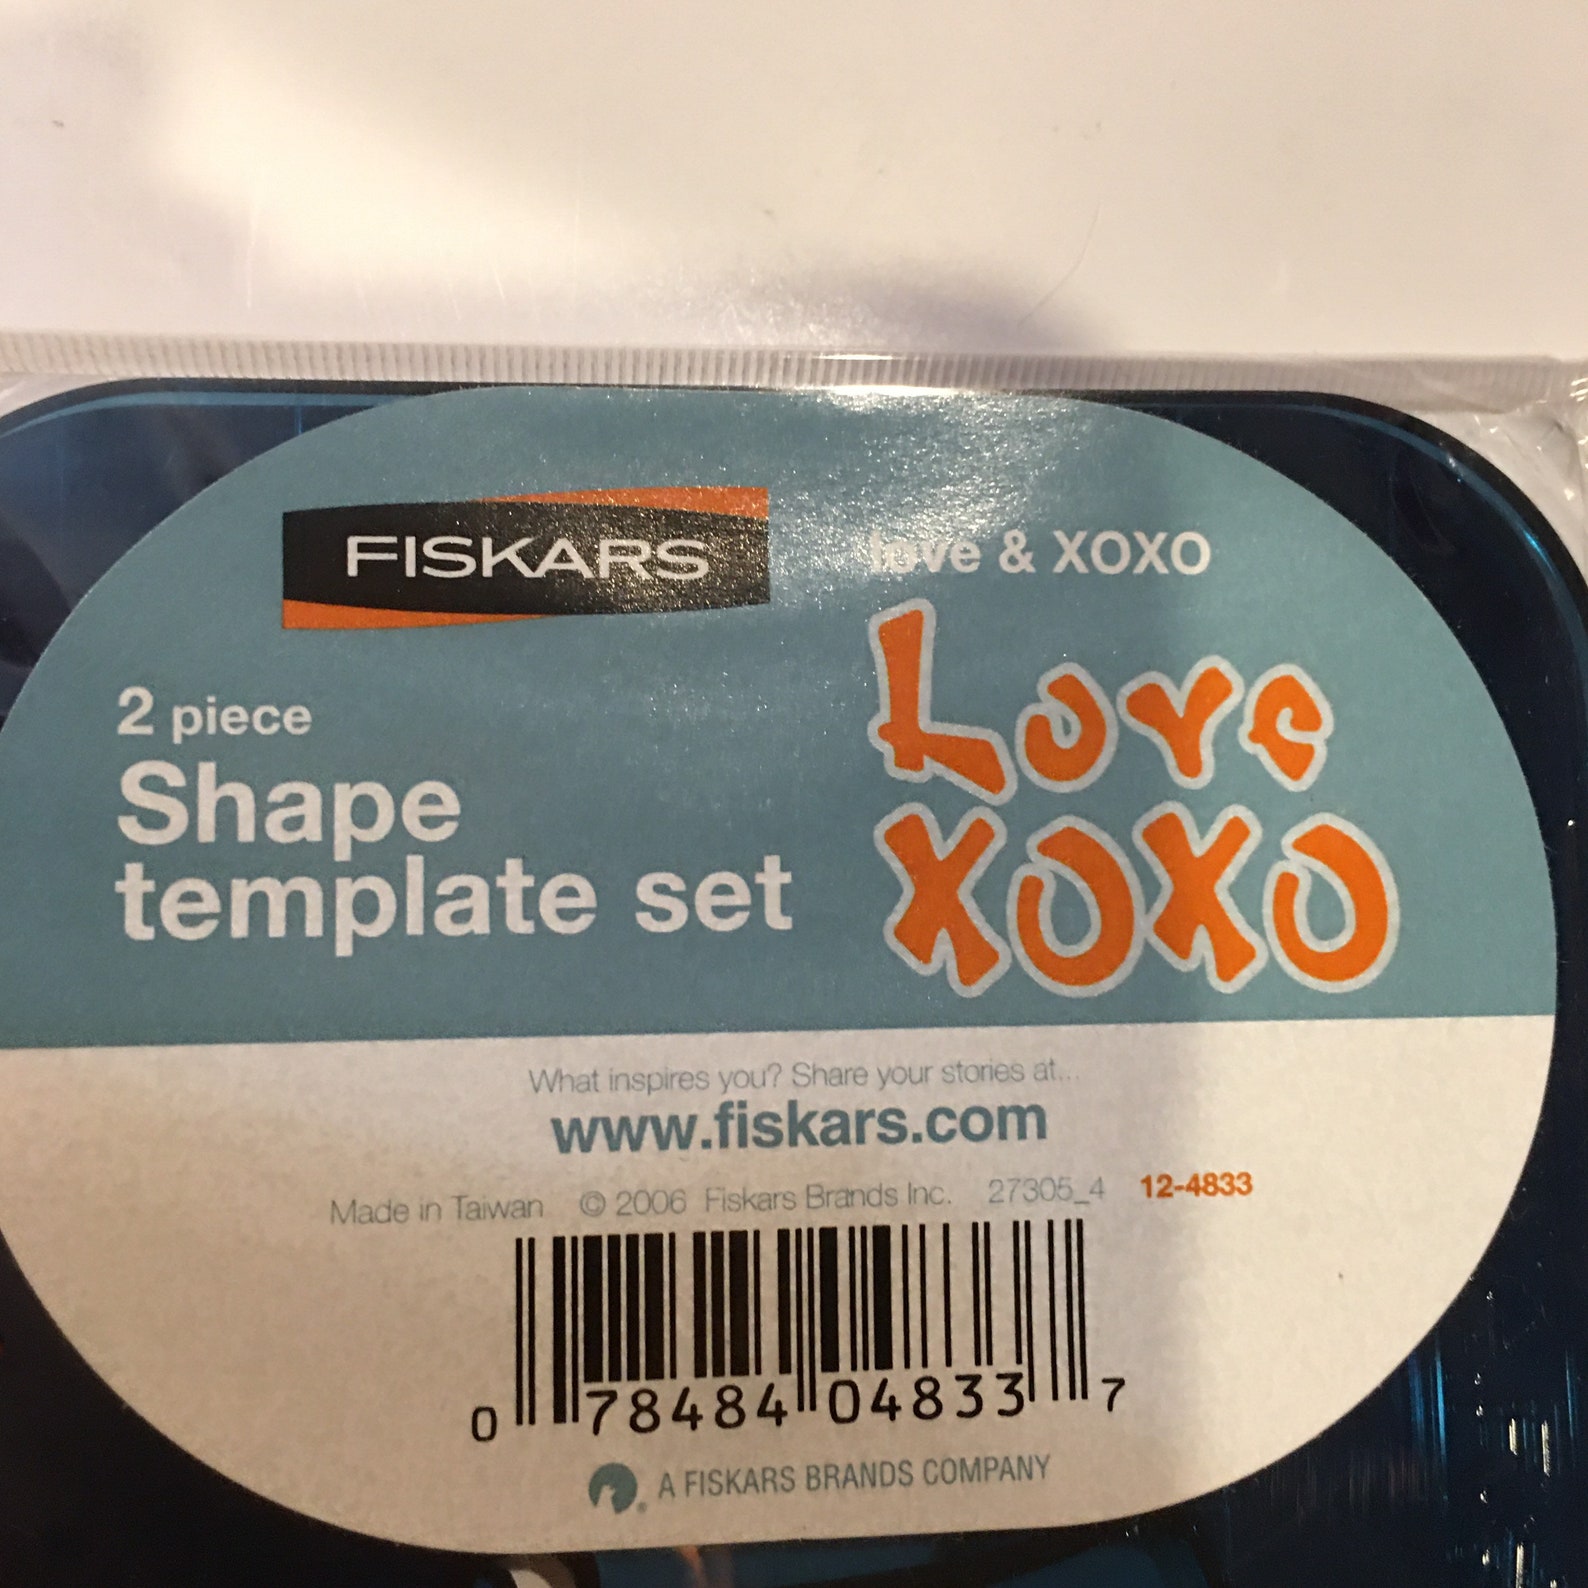 FISKARS
love & XOXO
Love
XOXO
2 piece
Shape
template set
What inspires you? Share your stories at...
www.fiskars.com
Made in Taiwan © 2006 Fiskars Brands Inc. 27305_4 12-4833
0 78484 04833 7
® A FISKARS BRANDS COMPANY